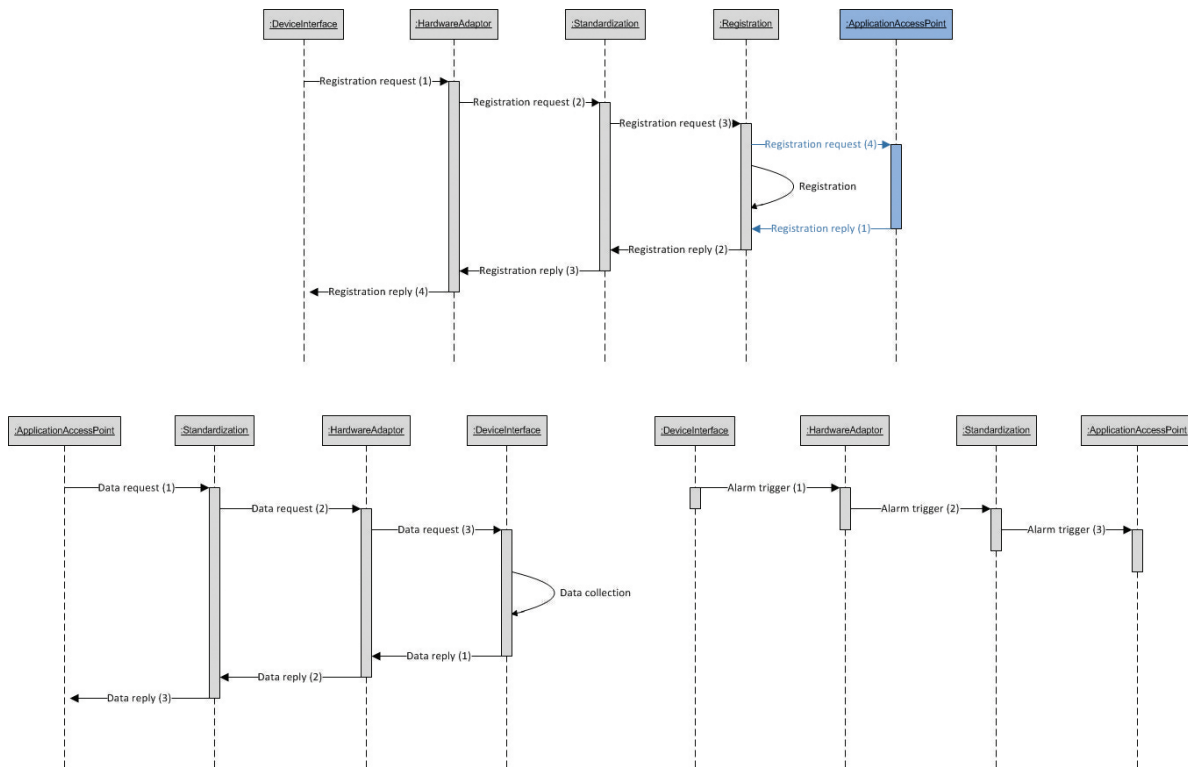 :DeviceInterface
:HardwareAdaptor
:Standardization
:Registration
:ApplicationAccessPoint
Registration request (1)
Registration request (2)
Registration request (3)
Registration request (4)
Registration
Registration reply (1)
Registration reply (2)
Registration reply (3)
Registration reply (4)
:ApplicationAccessPoint
:Standardization
:HardwareAdaptor
:DeviceInterface
Data request (1)
Data request (2)
Data request (3)
Data collection
Data reply (1)
Data reply (2)
Data reply (3)
:DeviceInterface
:HardwareAdaptor
:Standardization
:ApplicationAccessPoint
Alarm trigger (1)
Alarm trigger (2)
Alarm trigger (3)